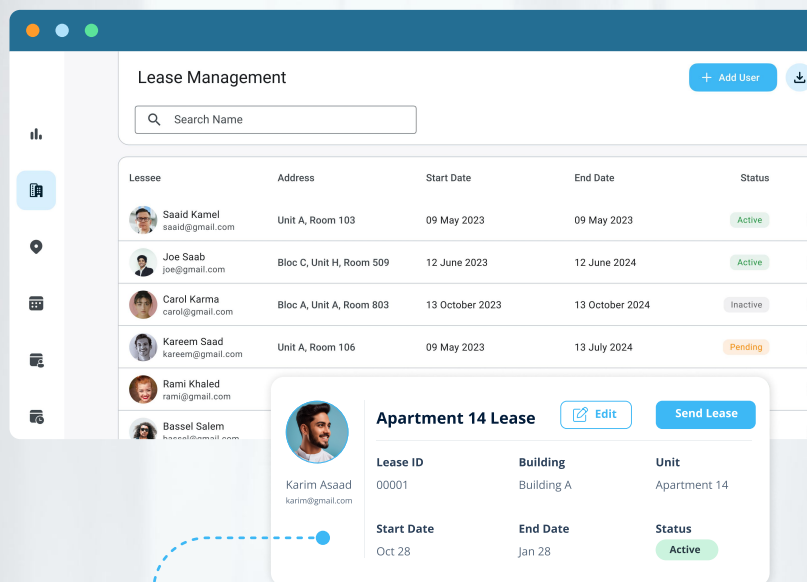 Lease Management
Add User
Search Name
Lessee Address Start Date End Date Status
Saaid Kamel
saaid@gmail.com
Unit A, Room 103 09 May 2023 09 May 2023 Active
Joe Saab
joe@gmail.com
Bloc C, Unit H, Room 509 12 June 2023 12 June 2024 Active
Carol Karma
carol@gmail.com
Bloc A, Unit A, Room 803 13 October 2023 13 October 2024 Inactive
Kareem Saad
kareem@gmail.com
Unit A, Room 106 09 May 2023 13 July 2024 Pending
Rami Khaled
rami@gmail.com
Bassel Salem
bassel@gmail.com
Apartment 14 Lease Edit Send Lease
Karim Asaad
karim@gmail.com
Lease ID Building Unit
00001 Building A Apartment 14
Start Date End Date Status
Oct 28 Jan 28 Active